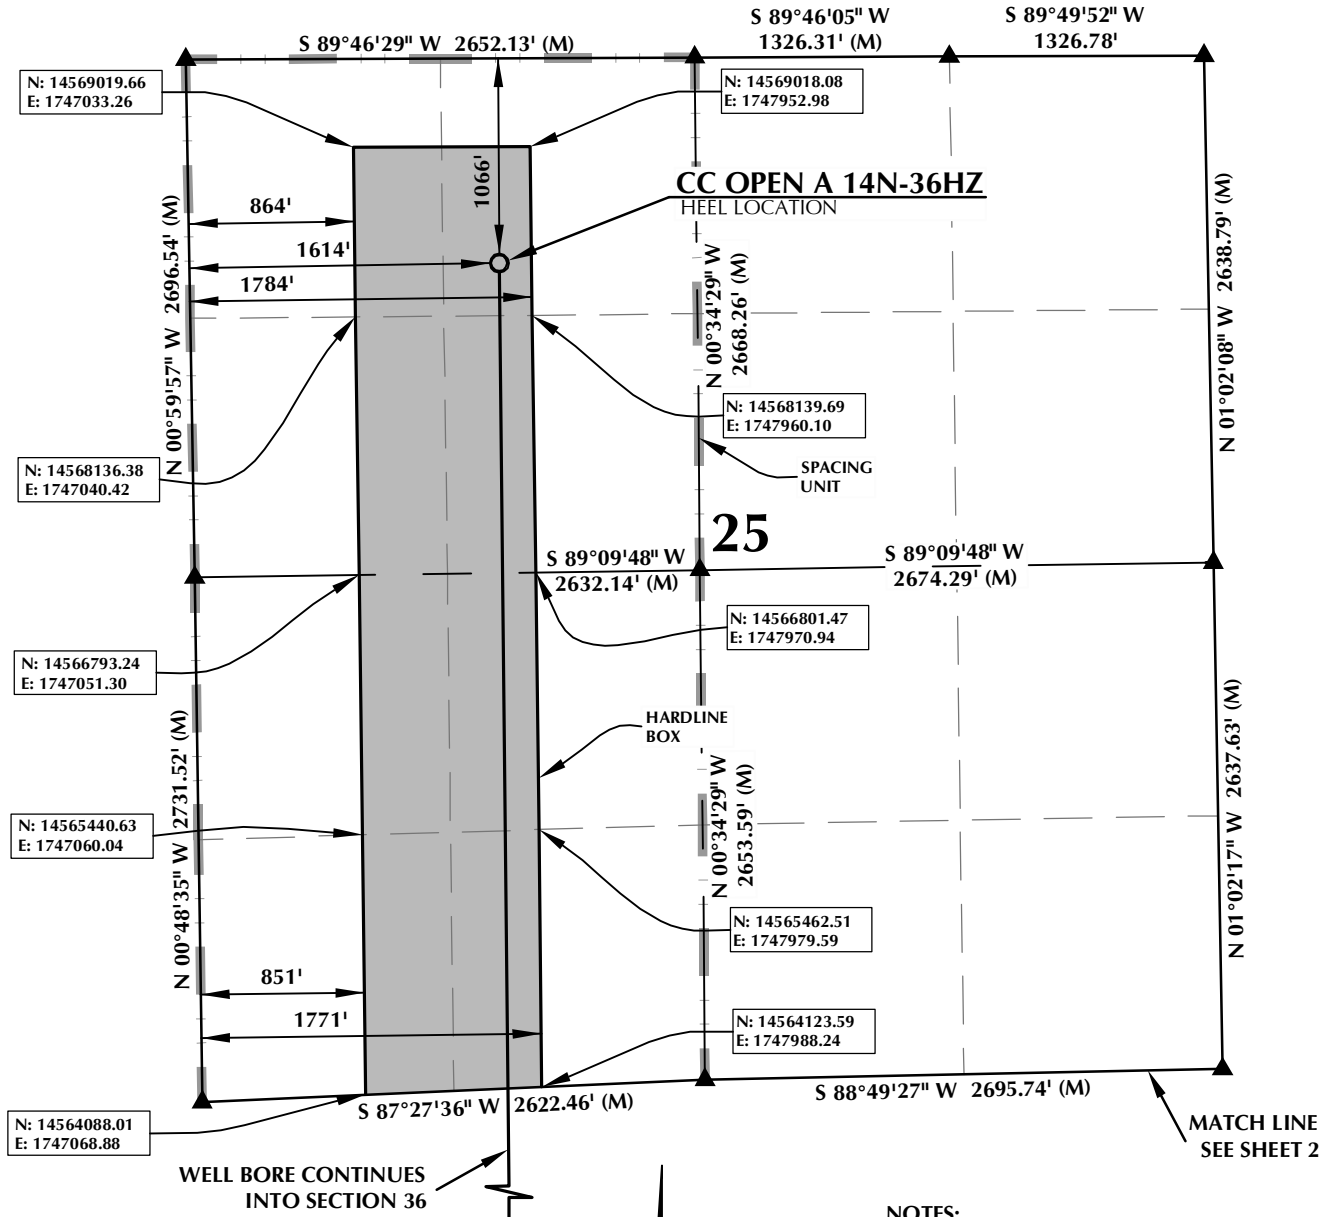 S 89°46'05" W
S 89°49'52" W
S 89°46'29" W 2652.13' (M)
1326.31' (M)
1326.78'
N: 14569019.66
E: 1747033.26
N: 14569018.08
E: 1747952.98
1066'
CC OPEN A 14N-36HZ
HEEL LOCATION
864'
1614'
1784'
N 00°59'57" W 2696.54' (M)
N 00°34'29" W
2668.26' (M)
N 01°02'08" W 2638.79' (M)
N: 14568139.69
E: 1747960.10
N: 14568136.38
E: 1747040.42
SPACING
UNIT
25
S 89°09'48" W
2632.14' (M)
S 89°09'48" W
2674.29' (M)
N: 14566801.47
E: 1747970.94
N: 14566793.24
E: 1747051.30
HARDLINE
BOX
N 00°48'35" W 2731.52' (M)
N 00°34'29" W
2653.59' (M)
N 01°02'17" W 2637.63' (M)
N: 14565440.63
E: 1747060.04
N: 14565462.51
E: 1747979.59
851'
1771'
N: 14564123.59
E: 1747988.24
S 87°27'36" W 2622.46' (M)
S 88°49'27" W 2695.74' (M)
N: 14564088.01
E: 1747068.88
MATCH LINE
SEE SHEET 2
WELL BORE CONTINUES
INTO SECTION 36
NOTES: